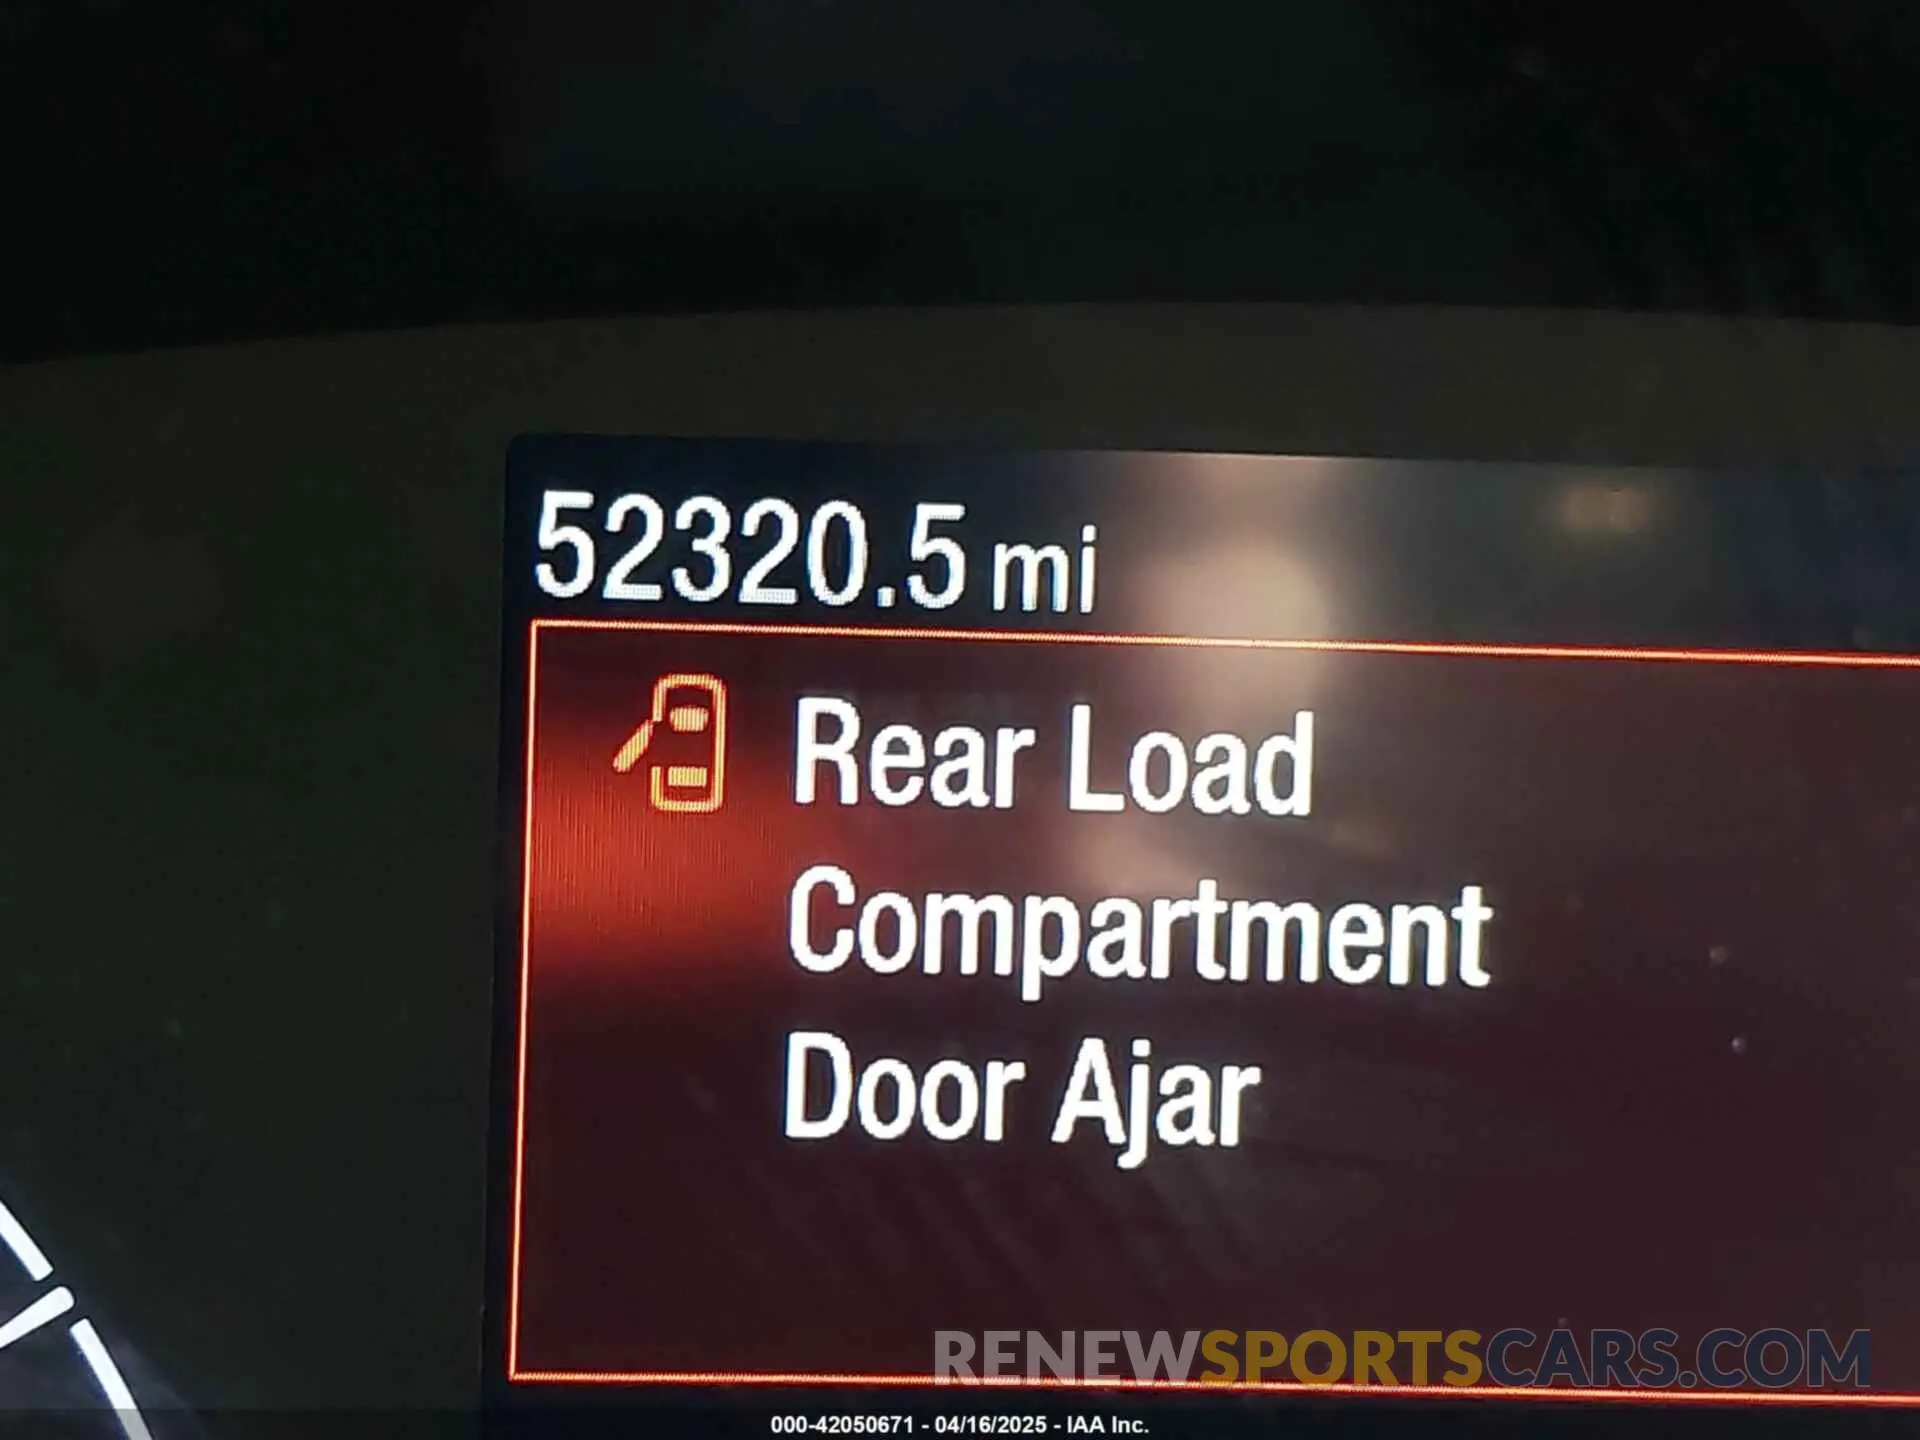 52320.5 mi
Rear Load
Compartment
Door Ajar
RENEWSPORTSCARS.COM
000-42050671 - 04/16/2025 - IAA Inc.